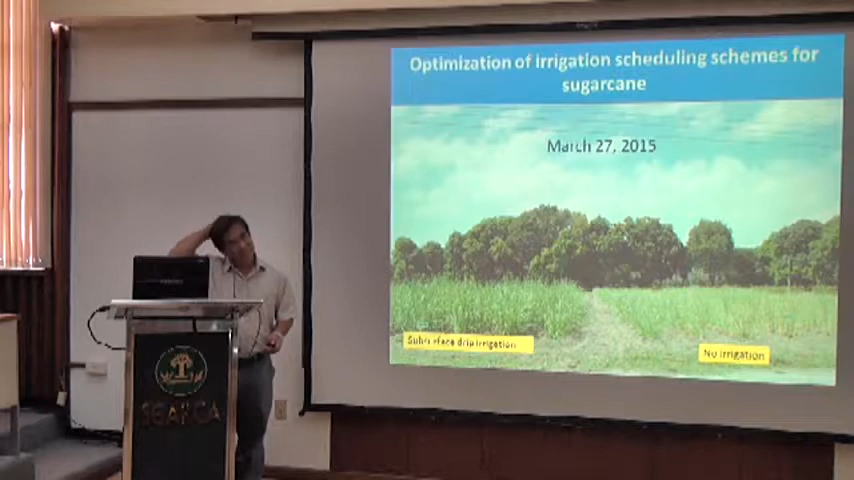 Optimization of irrigation scheduling schemes for
sugarcane
March 27, 2015
Subsurface drip irrigation
No irrigation
SEARCA